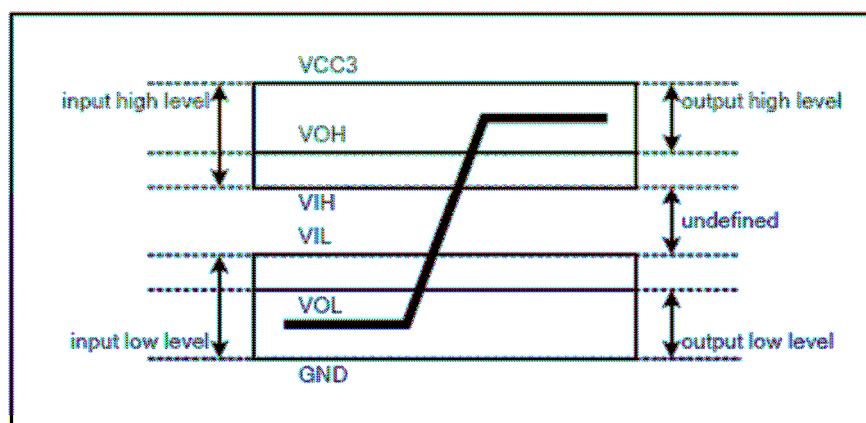 VCC3
input high level
output high level
VOH
VIH
undefined
VIL
VOL
input low level
output low level
GND